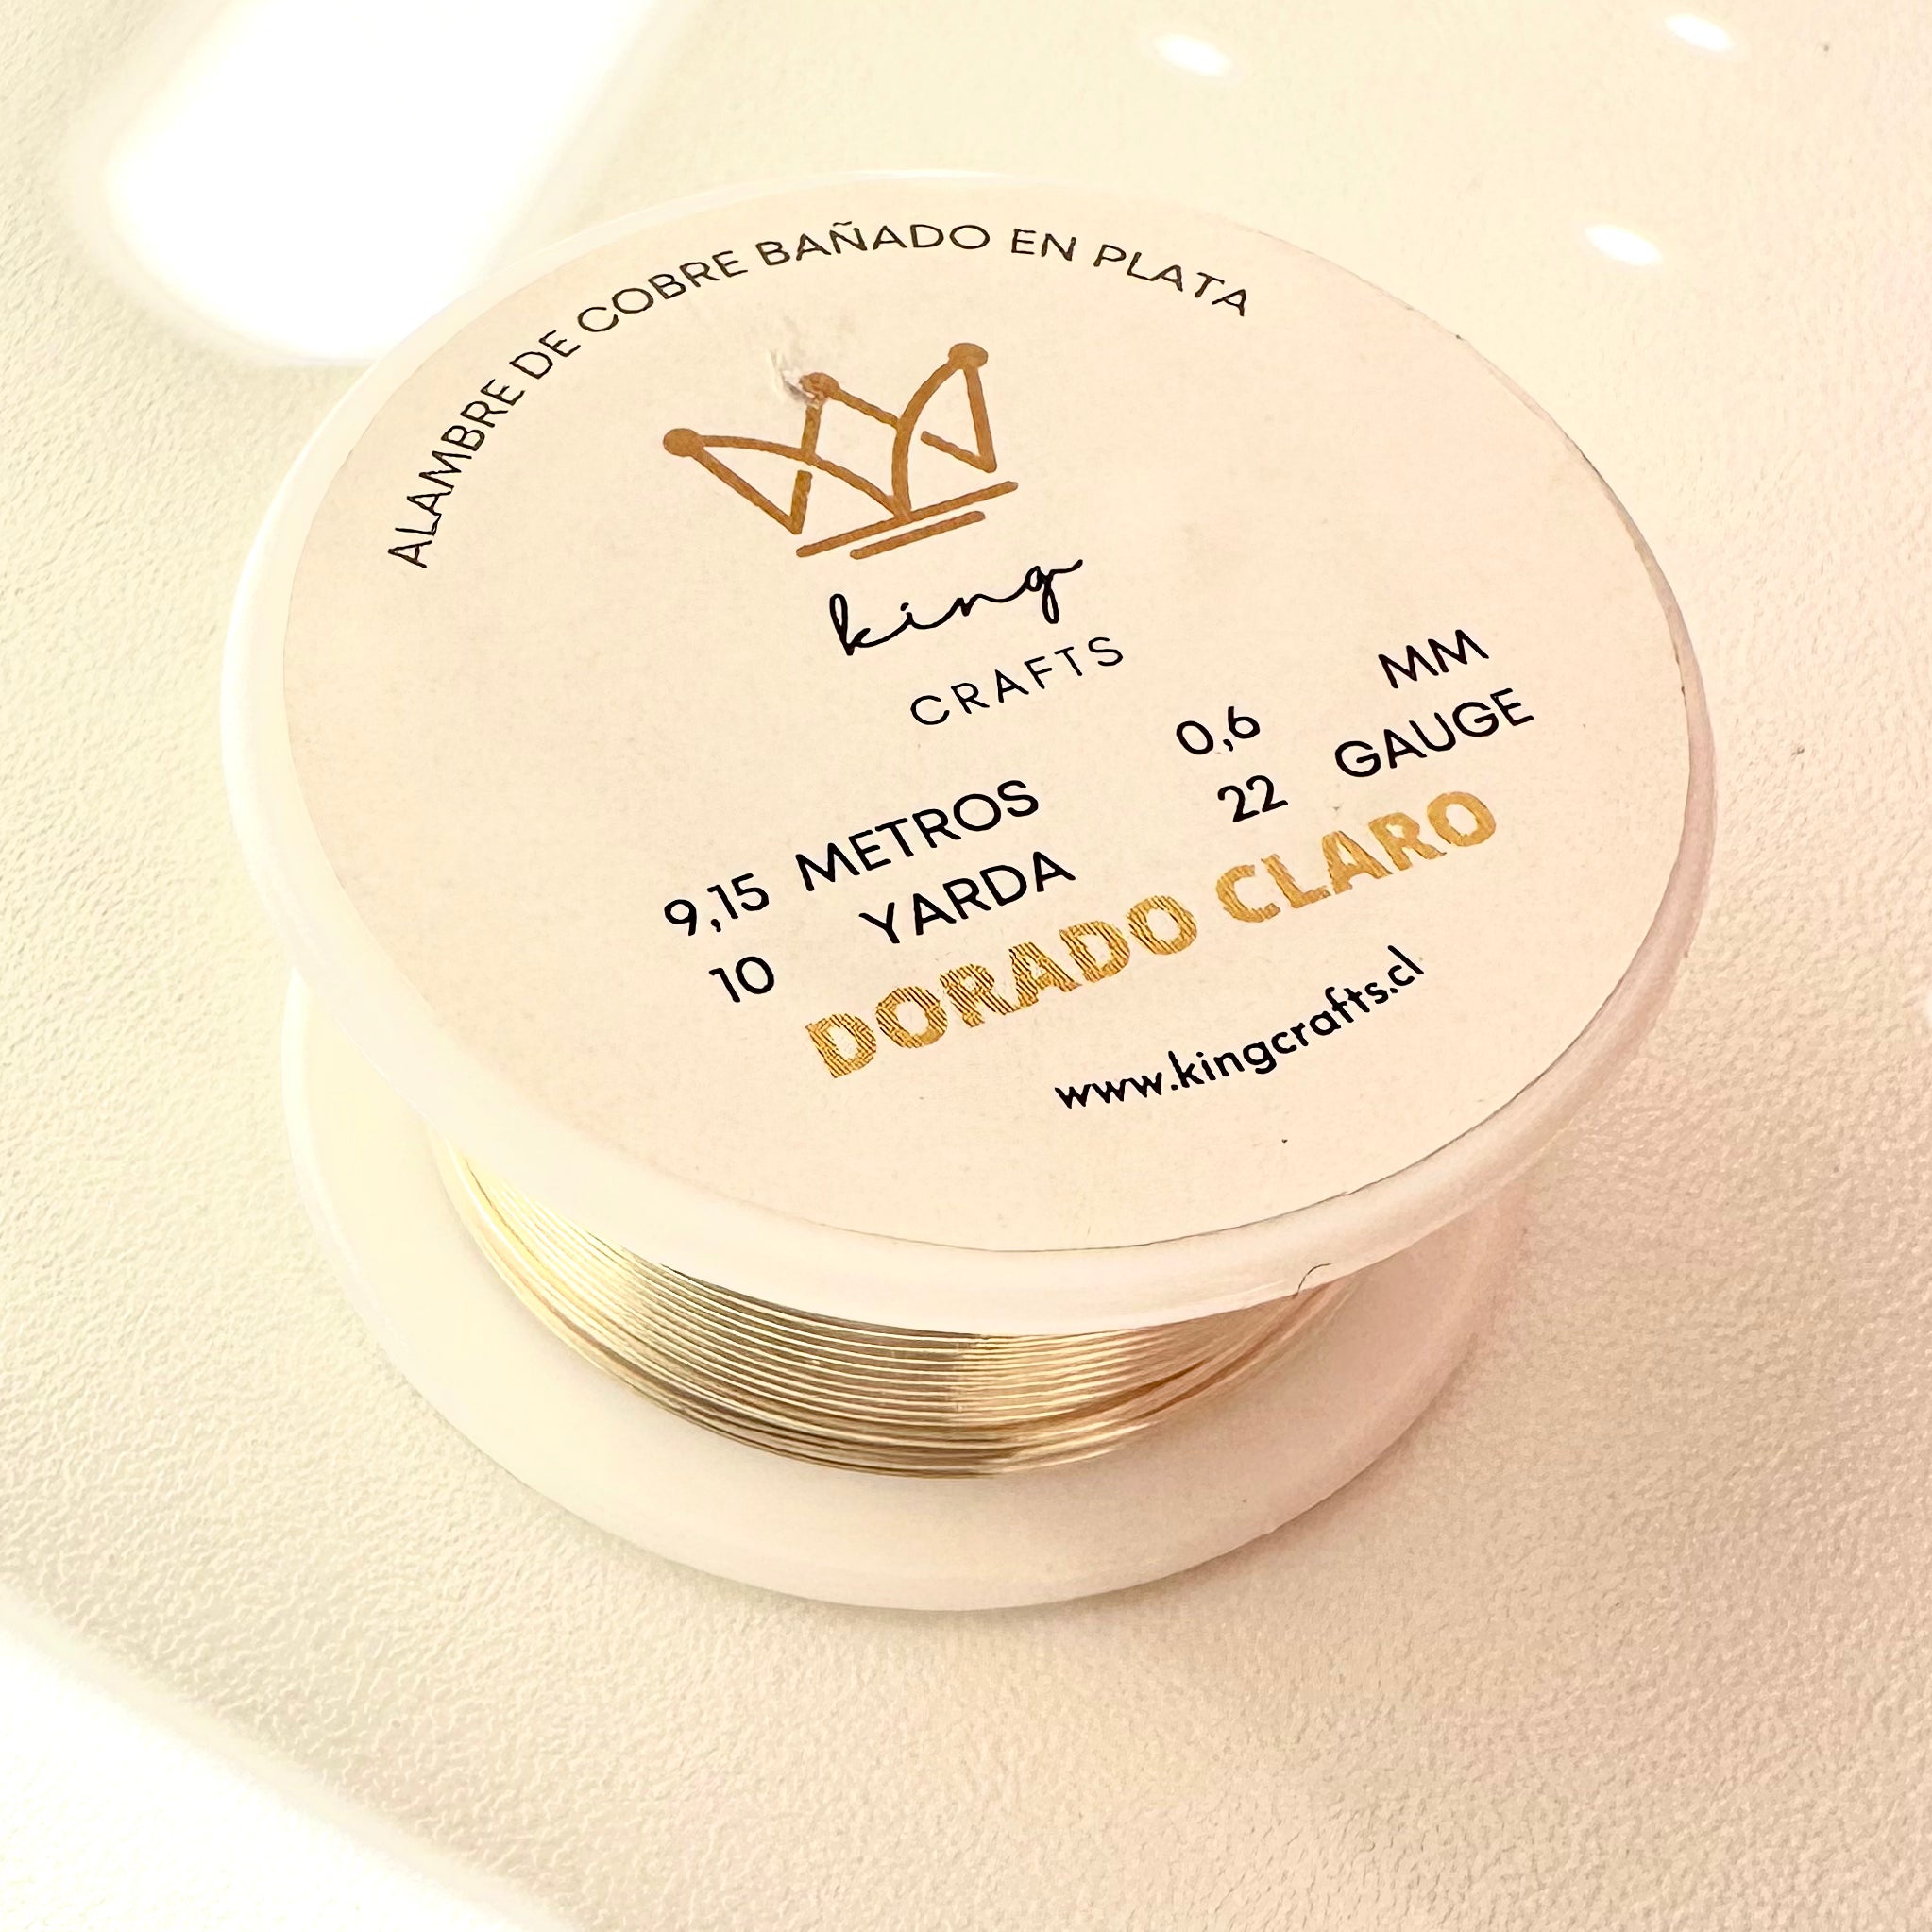 ALAMBRE DE COBRE BAÑADO EN PLATA
king
CRAFTS
9,15 METROS 0,6 MM
10 YARDA 22 GAUGE
DORADO CLARO
www.kingcrafts.cl